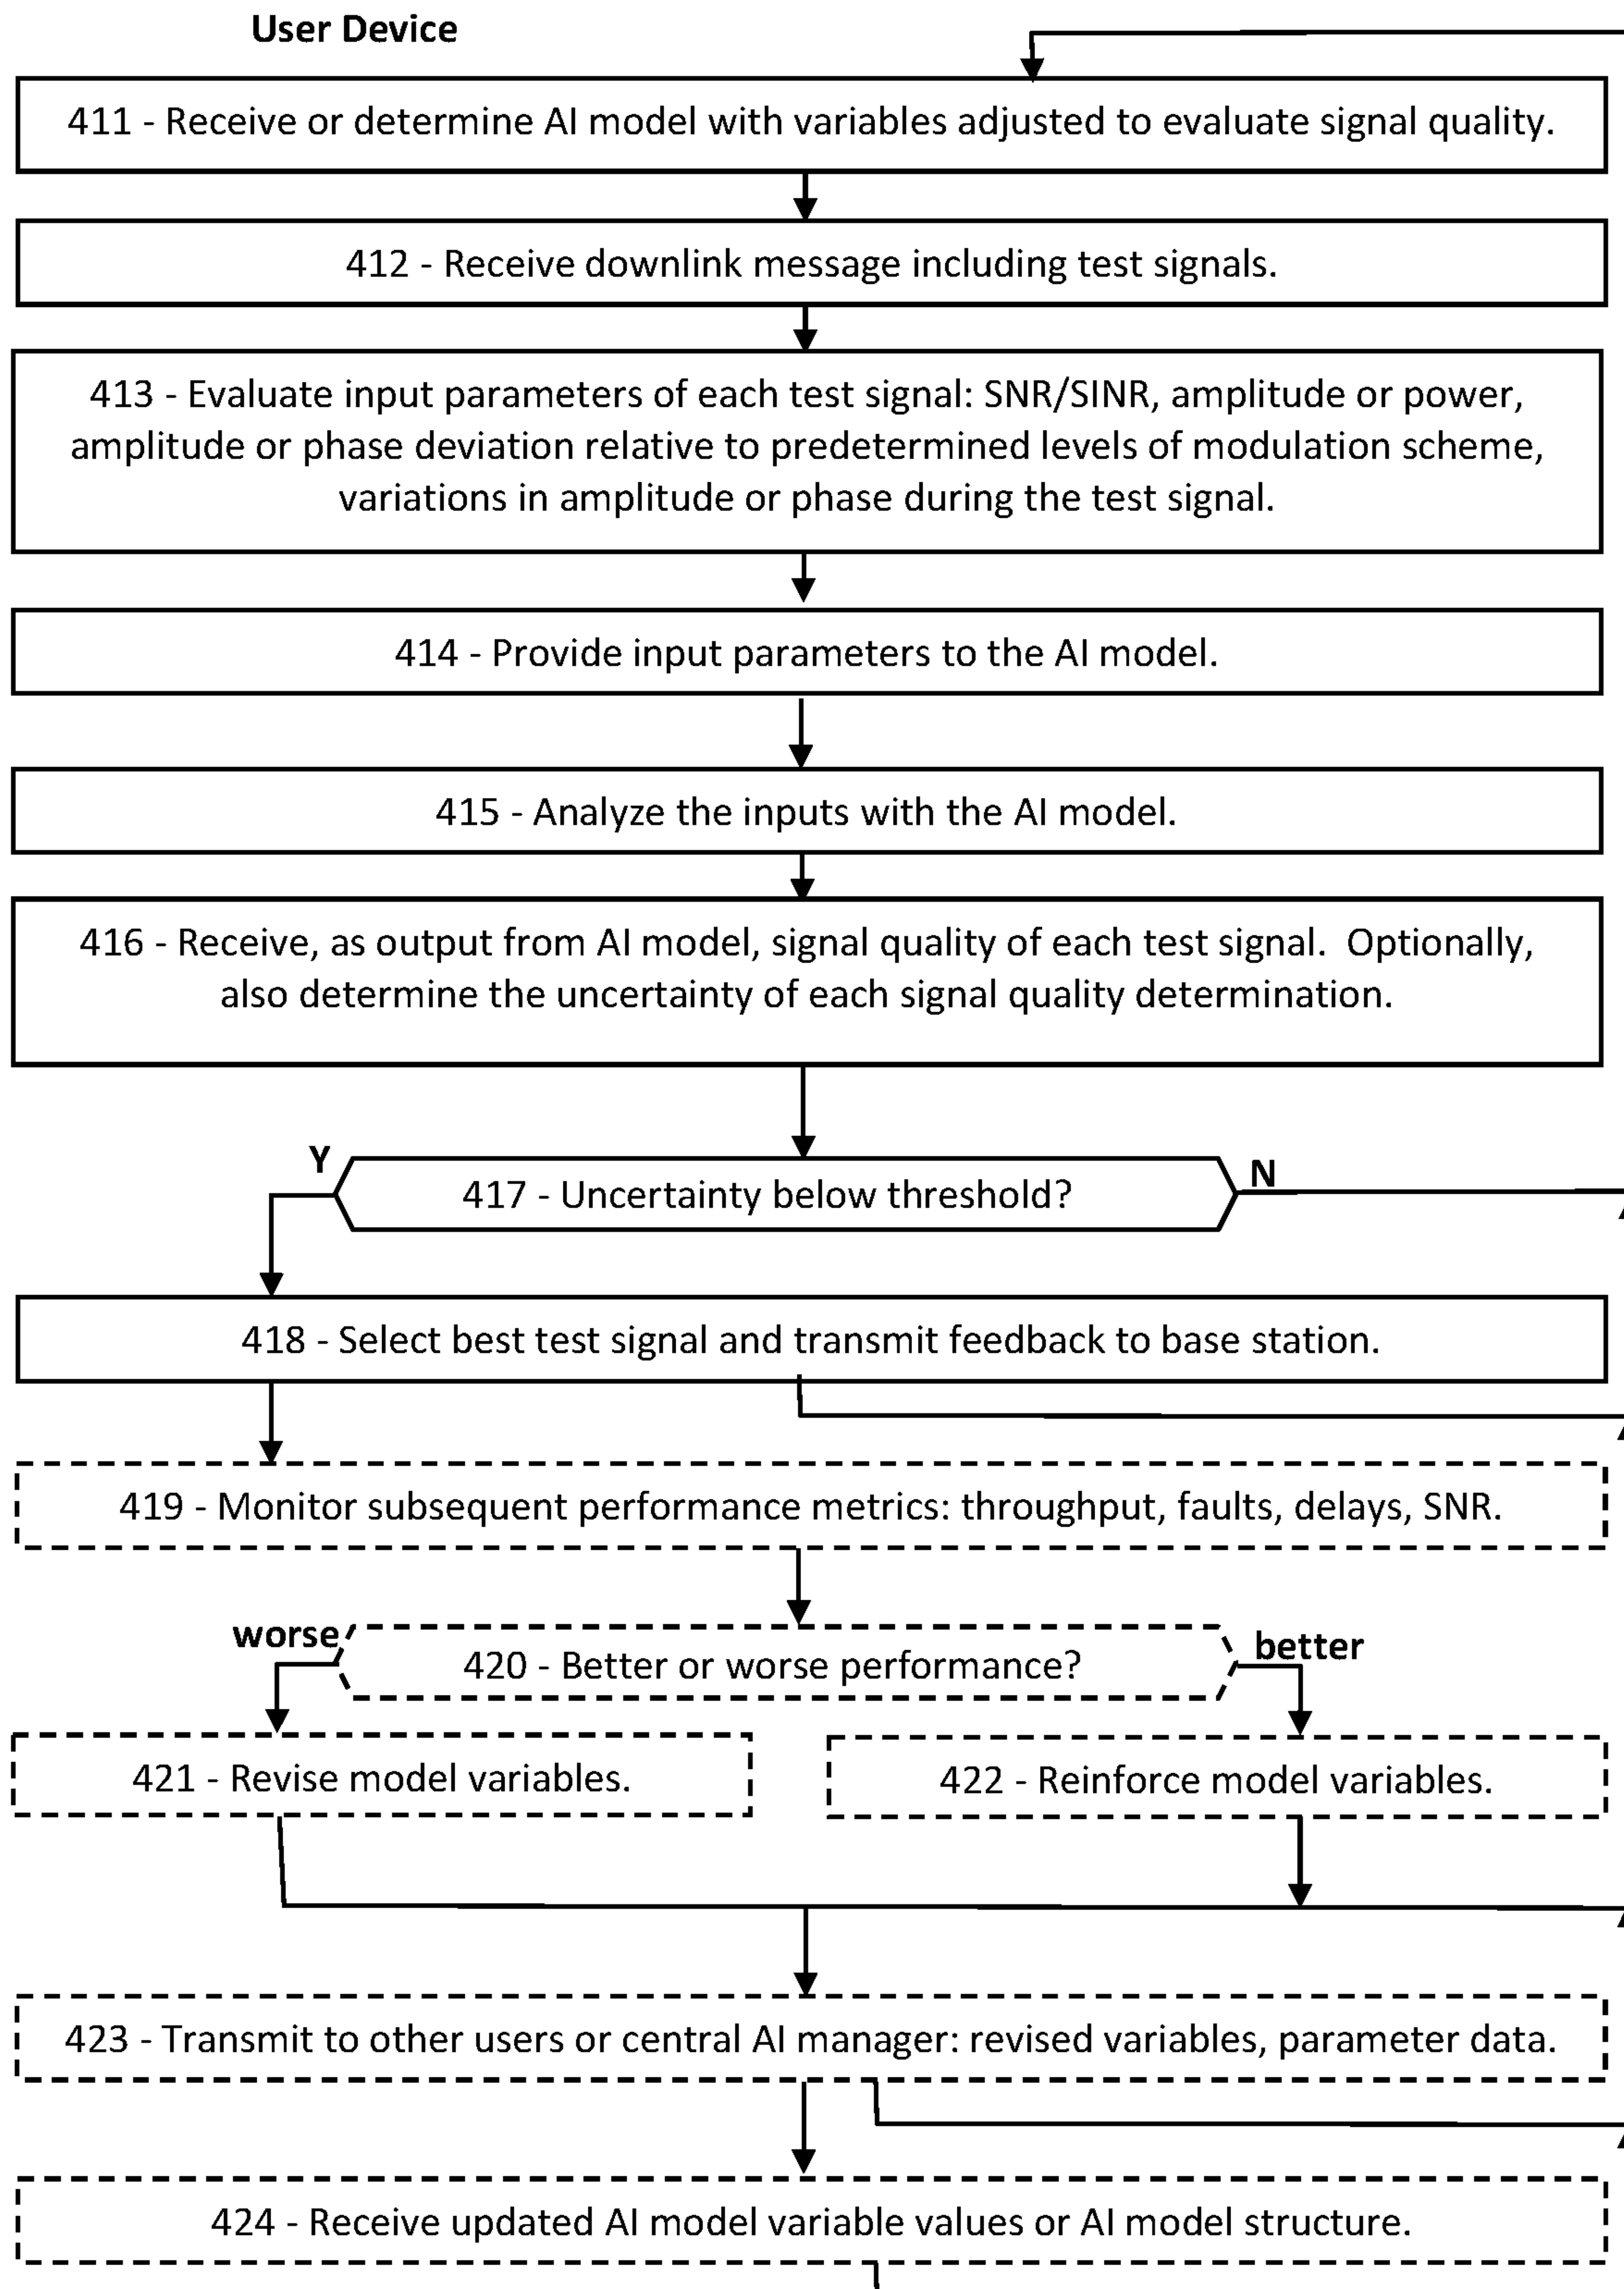 User Device
411 - Receive or determine AI model with variables adjusted to evaluate signal quality.
412 - Receive downlink message including test signals.
413 - Evaluate input parameters of each test signal: SNR/SINR, amplitude or power,
amplitude or phase deviation relative to predetermined levels of modulation scheme,
variations in amplitude or phase during the test signal.
414 - Provide input parameters to the AI model.
415 - Analyze the inputs with the AI model.
416 - Receive, as output from AI model, signal quality of each test signal.  Optionally,
also determine the uncertainty of each signal quality determination.
Y
417 - Uncertainty below threshold?
N
418 - Select best test signal and transmit feedback to base station.
419 - Monitor subsequent performance metrics: throughput, faults, delays, SNR.
worse
420 - Better or worse performance?
better
421 - Revise model variables.
422 - Reinforce model variables.
423 - Transmit to other users or central AI manager: revised variables, parameter data.
424 - Receive updated AI model variable values or AI model structure.